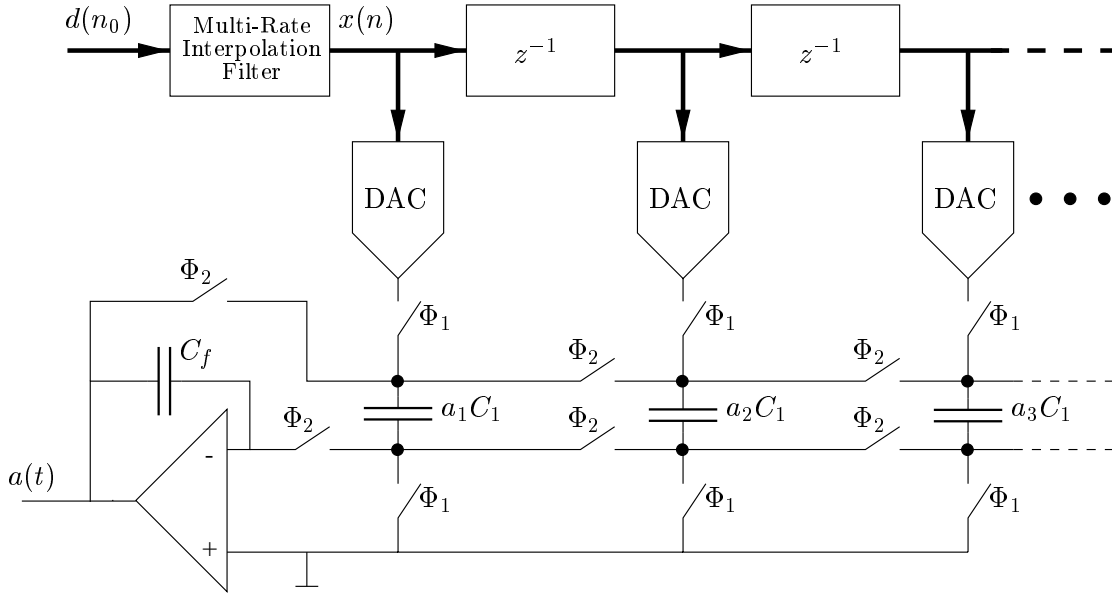 d(n₀)
Multi-Rate
Interpolation
Filter
x(n)
z⁻¹
z⁻¹
DAC
DAC
DAC
Φ₂
Φ₁
Φ₁
Φ₁
C_f
Φ₂
Φ₂
a₁C₁
a₂C₁
a₃C₁
Φ₂
Φ₂
Φ₂
-
a(t)
Φ₁
Φ₁
Φ₁
+